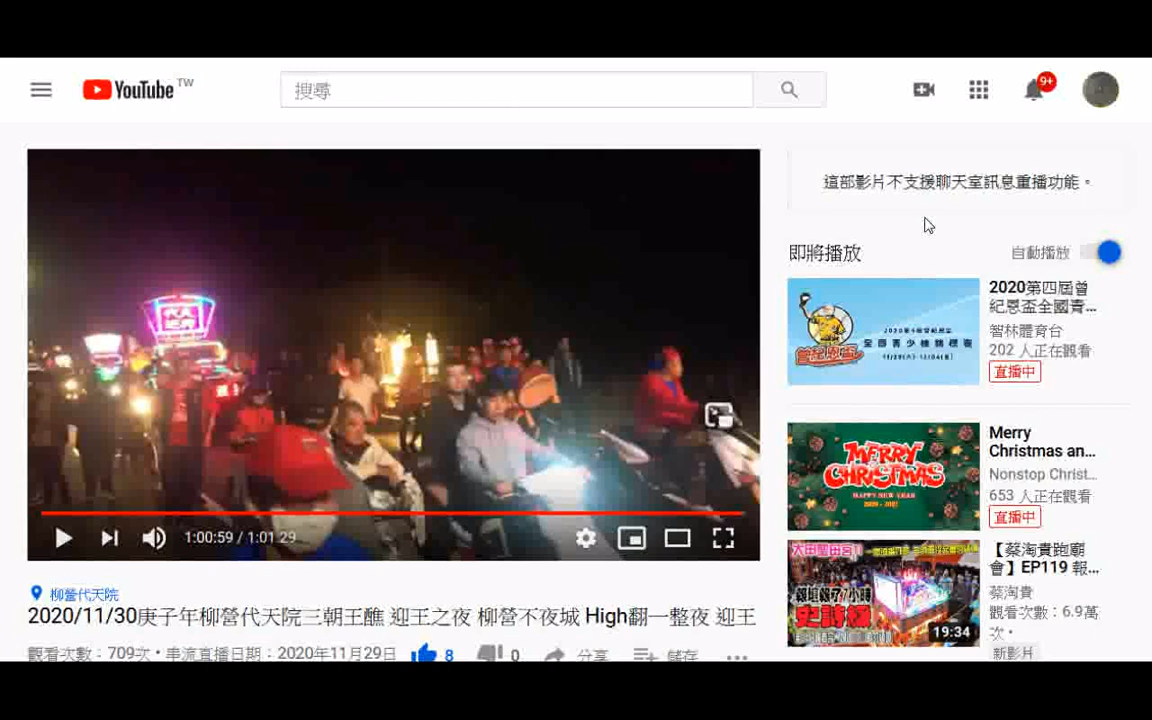 YouTube TW
搜尋
9+
這部影片不支援聊天室訊息重播功能。
即將播放
自動播放
2020第四屆曾
紀恩盃全國青...
智林體育台
202 人正在觀看
直播中
Merry
Christmas an...
Nonstop Christ...
653 人正在觀看
直播中
MERRY
CHRISTMAS
HAPPY NEW YEAR
【蔡淘貴跑廟
會】EP119 報...
蔡淘貴
觀看次數：6.9萬
次 •
新影片
19:34
1:00:59 / 1:01:29
柳營代天院
2020/11/30庚子年柳營代天院三朝王醮 迎王之夜 柳營不夜城 High翻一整夜 迎王
觀看次數：709次 • 串流直播日期：2020年11月29日
8
0
分享
儲存